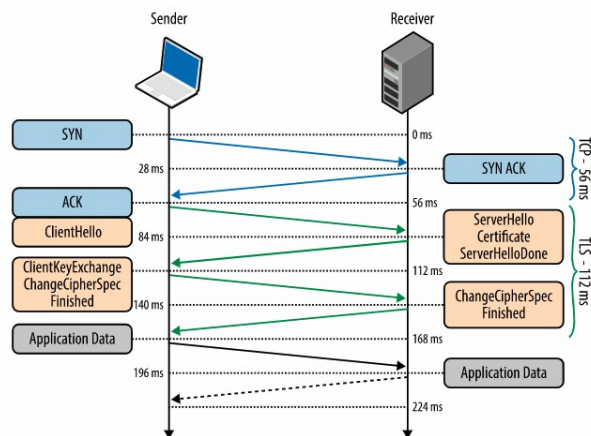 Sender
Receiver
SYN
0 ms
28 ms
SYN ACK
TCP - 56 ms
ACK
56 ms
ClientHello
84 ms
ServerHello
Certificate
ServerHelloDone
TLS - 112 ms
ClientKeyExchange
ChangeCipherSpec
Finished
112 ms
140 ms
ChangeCipherSpec
Finished
Application Data
168 ms
196 ms
Application Data
224 ms